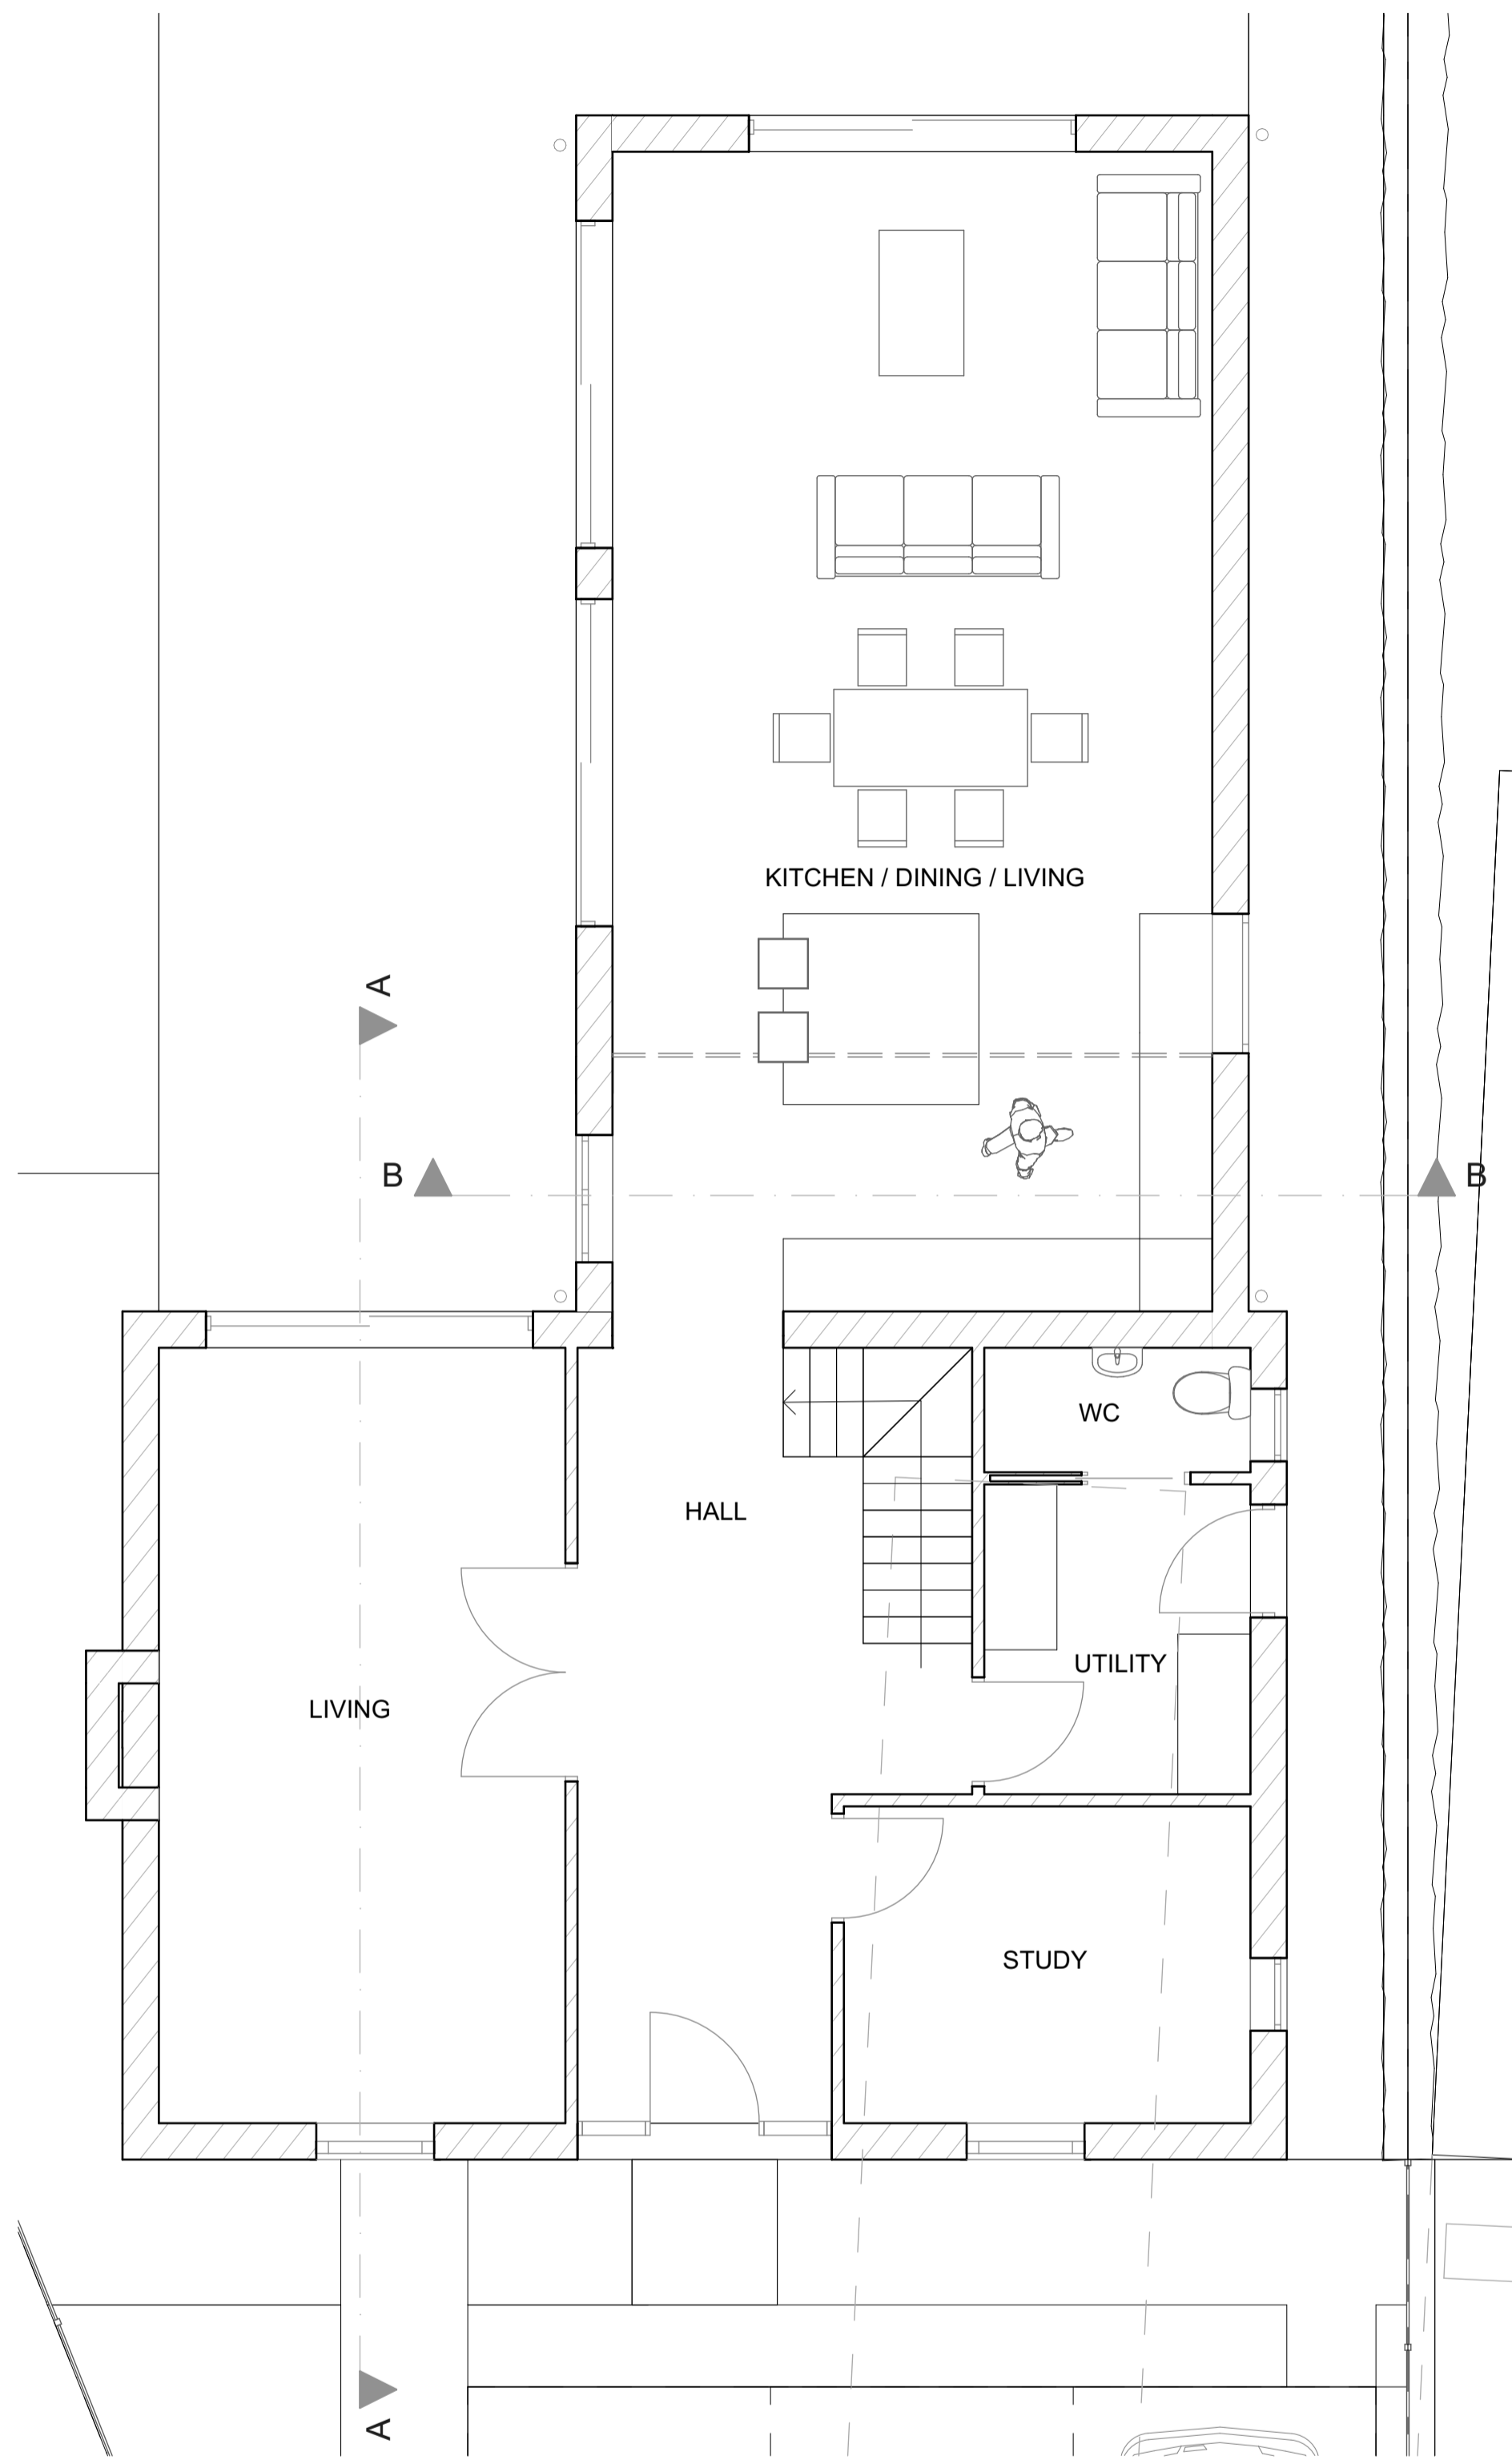 KITCHEN / DINING / LIVING
A
B
B
WC
HALL
UTILITY
LIVING
STUDY
A